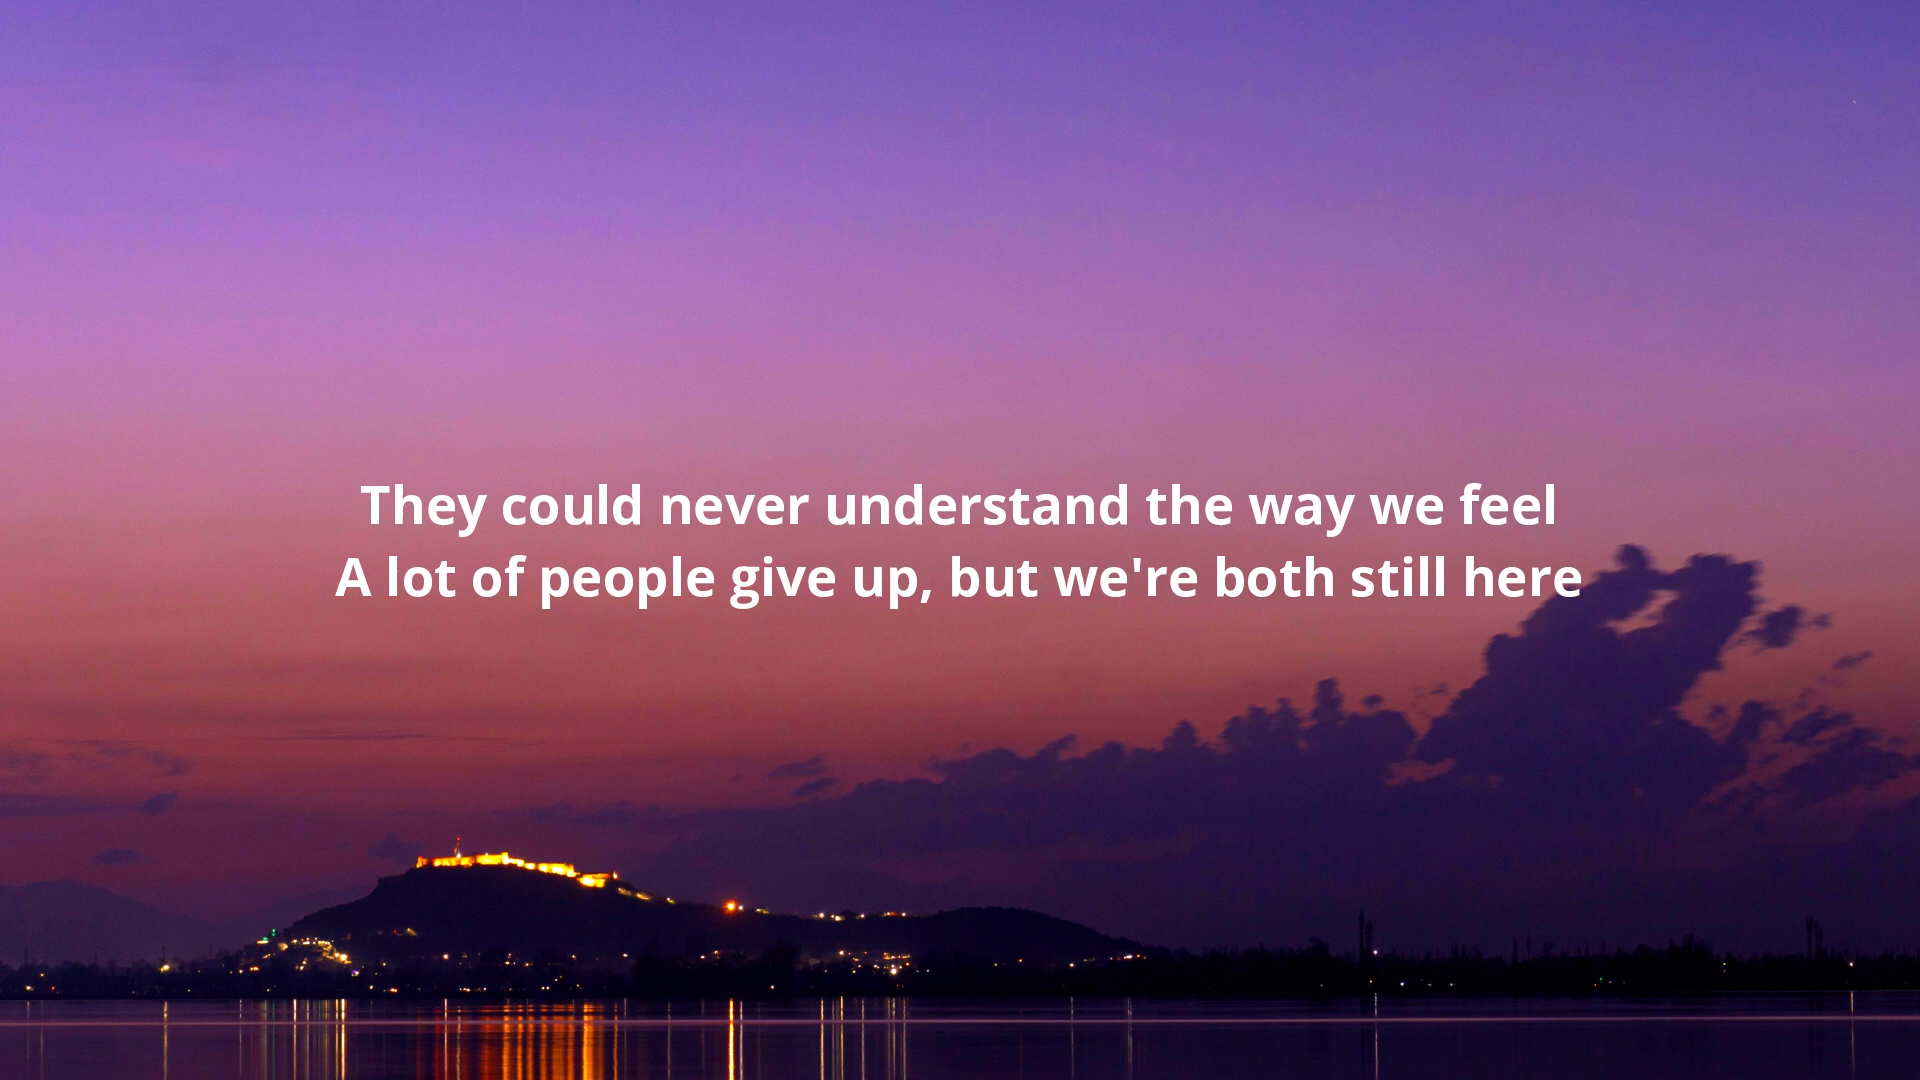 They could never understand the way we feel
A lot of people give up, but we're both still here